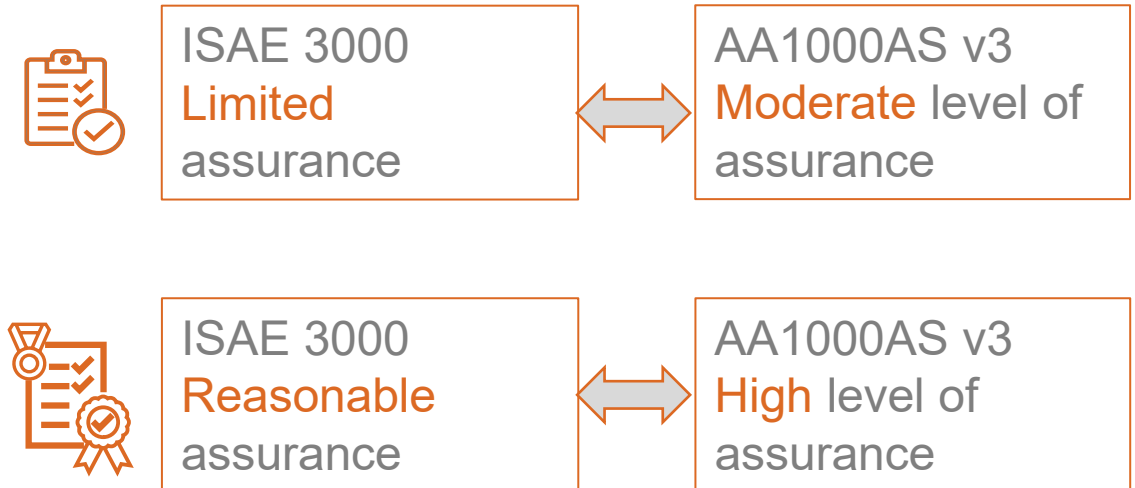 ISAE 3000
Limited
assurance
AA1000AS v3
Moderate level of
assurance
ISAE 3000
Reasonable
assurance
AA1000AS v3
High level of
assurance